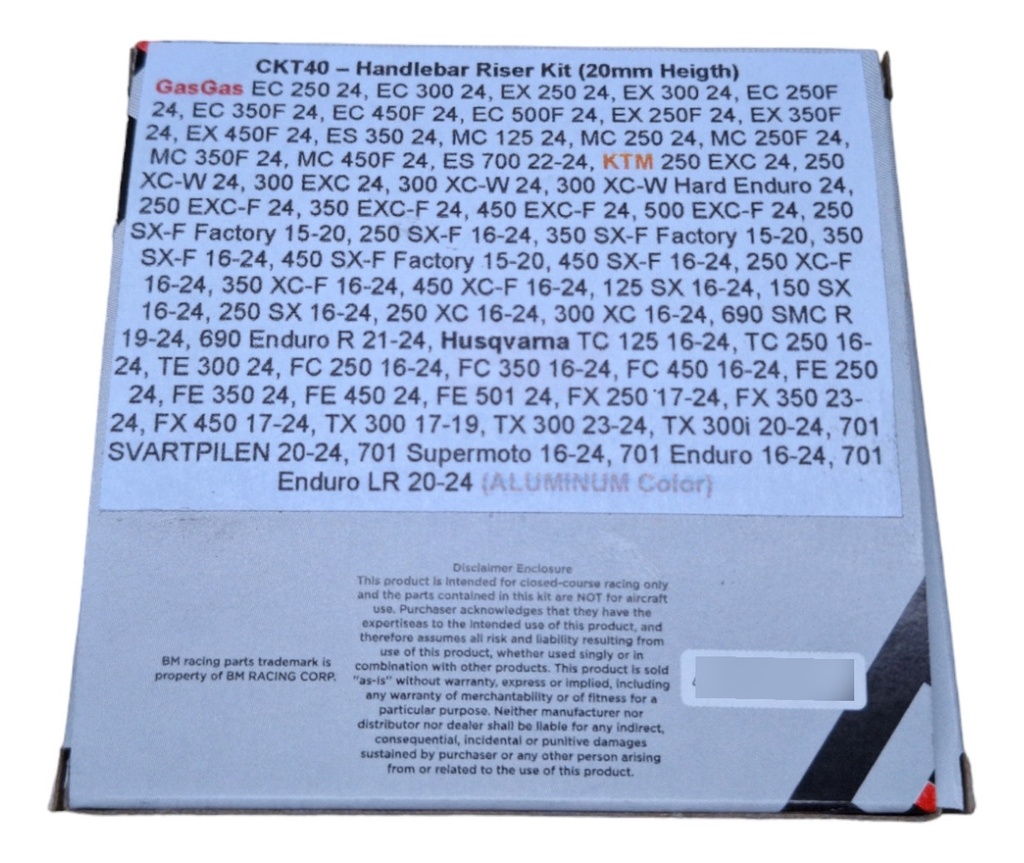 CKT40 – Handlebar Riser Kit (20mm Heigth)
GasGas EC 250 24, EC 300 24, EX 250 24, EX 300 24, EC 250F
24, EC 350F 24, EC 450F 24, EC 500F 24, EX 250F 24, EX 350F
24, EX 450F 24, ES 350 24, MC 125 24, MC 250 24, MC 250F 24,
MC 350F 24, MC 450F 24, ES 700 22-24, KTM 250 EXC 24, 250
XC-W 24, 300 EXC 24, 300 XC-W 24, 300 XC-W Hard Enduro 24,
250 EXC-F 24, 350 EXC-F 24, 450 EXC-F 24, 500 EXC-F 24, 250
SX-F Factory 15-20, 250 SX-F 16-24, 350 SX-F Factory 15-20, 350
SX-F 16-24, 450 SX-F Factory 15-20, 450 SX-F 16-24, 250 XC-F
16-24, 350 XC-F 16-24, 450 XC-F 16-24, 125 SX 16-24, 150 SX
16-24, 250 SX 16-24, 250 XC 16-24, 300 XC 16-24, 690 SMC R
19-24, 690 Enduro R 21-24, Husqvarna TC 125 16-24, TC 250 16-
24, TE 300 24, FC 250 16-24, FC 350 16-24, FC 450 16-24, FE 250
24, FE 350 24, FE 450 24, FE 501 24, FX 250 17-24, FX 350 23-
24, FX 450 17-24, TX 300 17-19, TX 300 23-24, TX 300i 20-24, 701
SVARTPILEN 20-24, 701 Supermoto 16-24, 701 Enduro 16-24, 701
Enduro LR 20-24 (ALUMINUM Color)
Disclaimer Enclosure
This product is intended for closed-course racing only
and the parts contained in this kit are NOT for aircraft
use. Purchaser acknowledges that they have the
expertiseas to the intended use of this product, and
therefore assumes all risk and liability resulting from
use of this product, whether used singly or in
combination with other products. This product is sold
"as-is" without warranty, express or implied, including
any warranty of merchantability or of fitness for a
particular purpose. Neither manufacturer nor
distributor nor dealer shall be liable for any indirect,
consequential, incidental or punitive damages
sustained by purchaser or any other person arising
from or related to the use of this product.
BM racing parts trademark is
property of BM RACING CORP.